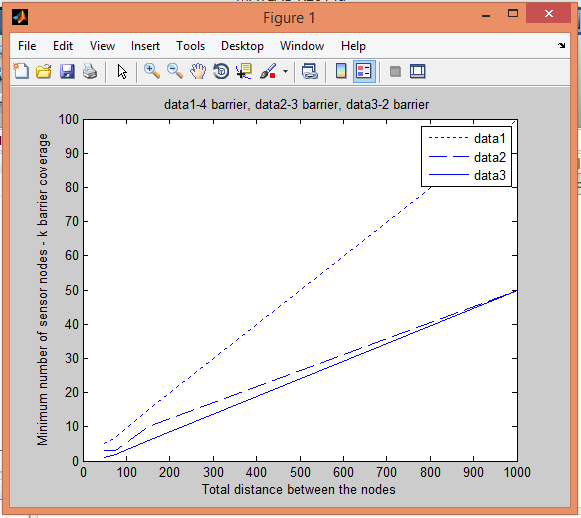 Figure 1
File Edit View Insert Tools Desktop Window Help
data1-4 barrier, data2-3 barrier, data3-2 barrier
Minimum number of sensor nodes - k barrier coverage
100
90
80
70
60
50
40
30
20
10
0
data1
data2
data3
0 100 200 300 400 500 600 700 800 900 1000
Total distance between the nodes